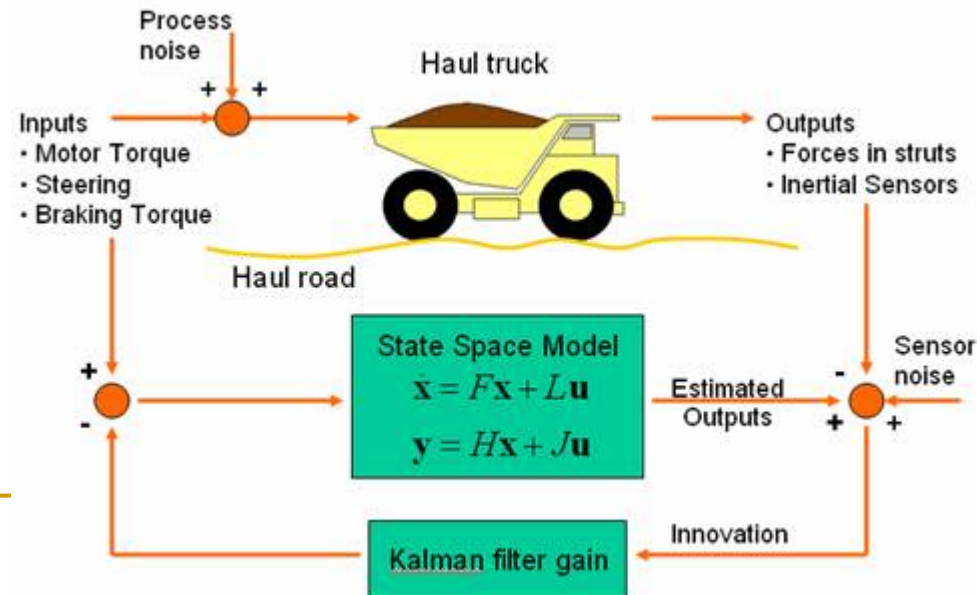 Process
noise
+ +
Haul truck
Inputs
· Motor Torque
· Steering
· Braking Torque
Outputs
· Forces in struts
· Inertial Sensors
Haul road
+
-
State Space Model
ẋ = Fx + Lu
y = Hx + Ju
Estimated
Outputs
-
+
+
Sensor
noise
Innovation
Kalman filter gain